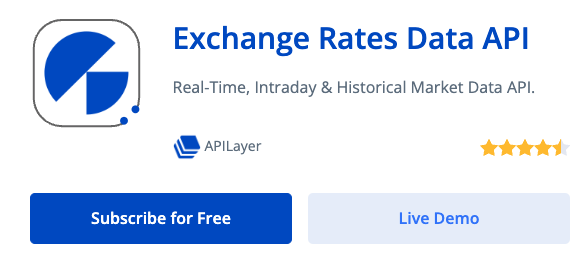 Exchange Rates Data API
Real-Time, Intraday & Historical Market Data API.
APILayer
Subscribe for Free
Live Demo